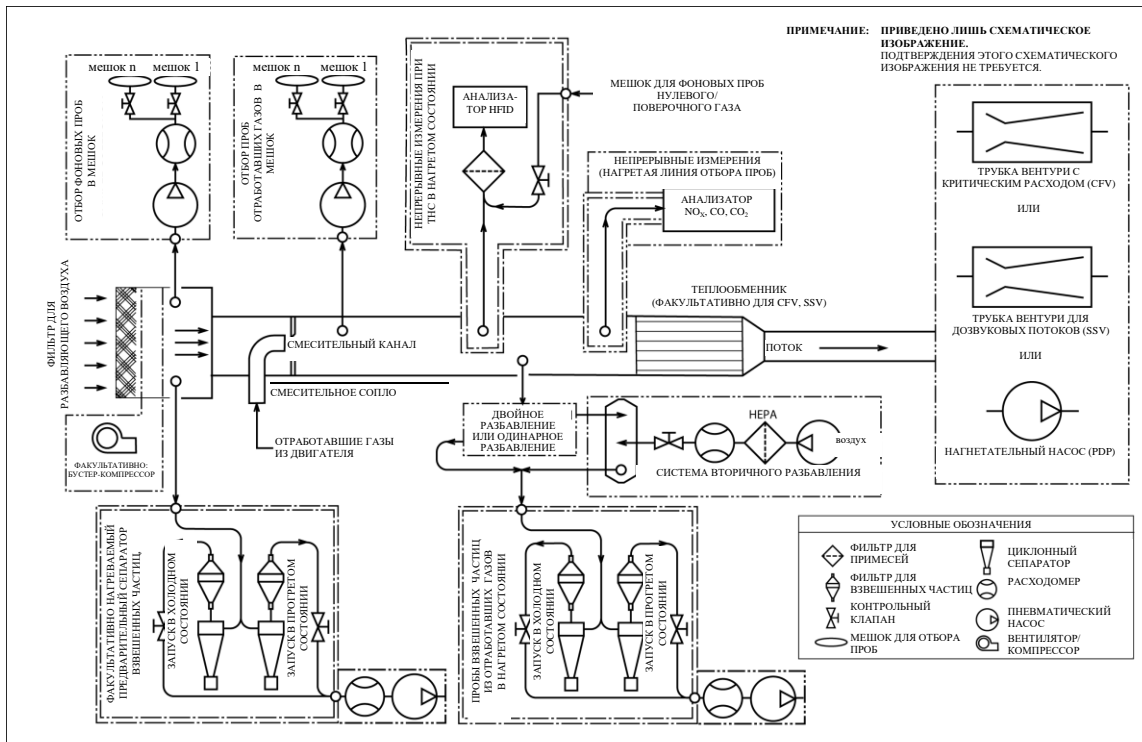 ПРИМЕЧАНИЕ: ПРИВЕДЕНО ЛИШЬ СХЕМАТИЧЕСКОЕ
ИЗОБРАЖЕНИЕ.
ПОДТВЕРЖДЕНИЯ ЭТОГО СХЕМАТИЧЕСКОГО
ИЗОБРАЖЕНИЯ НЕ ТРЕБУЕТСЯ.
мешок n мешок 1
ОТБОР ФОНОВЫХ ПРОБ
В МЕШОК
мешок n мешок 1
ОТБОР ПРОБ
ОТРАБОТАВШИХ ГАЗОВ В
МЕШОК
НЕПРЕРЫВНЫЕ ИЗМЕРЕНИЯ ПРИ
ТНС В НАГРЕТОМ СОСТОЯНИИ
АНАЛИЗА-
ТОР HFID
МЕШОК ДЛЯ ФОНОВЫХ ПРОБ
НУЛЕВОГО/
ПОВЕРОЧНОГО ГАЗА
НЕПРЕРЫВНЫЕ ИЗМЕРЕНИЯ
(НАГРЕТАЯ ЛИНИЯ ОТБОРА ПРОБ)
АНАЛИЗАТОР
NOX, CO, CO2
ТРУБКА ВЕНТУРИ С
КРИТИЧЕСКИМ РАСХОДОМ (CFV)
ИЛИ
ТРУБКА ВЕНТУРИ ДЛЯ
ДОЗВУКОВЫХ ПОТОКОВ (SSV)
ИЛИ
НАГНЕТАТЕЛЬНЫЙ НАСОС (PDP)
ФИЛЬТР ДЛЯ
РАЗБАВЛЯЮЩЕГО ВОЗДУХА
ТЕПЛООБМЕННИК
(ФАКУЛЬТАТИВНО ДЛЯ CFV, SSV)
СМЕСИТЕЛЬНЫЙ КАНАЛ
ПОТОК
СМЕСИТЕЛЬНОЕ СОПЛО
ОТРАБОТАВШИЕ ГАЗЫ
ИЗ ДВИГАТЕЛЯ
ФАКУЛЬТАТИВНО:
БУСТЕР-КОМПРЕССОР
ДВОЙНОЕ
РАЗБАВЛЕНИЕ
ИЛИ ОДИНАРНОЕ
РАЗБАВЛЕНИЕ
НЕРА
воздух
СИСТЕМА ВТОРИЧНОГО РАЗБАВЛЕНИЯ
ФАКУЛЬТАТИВНО НАГРЕВАЕМЫЙ
ПРЕДВАРИТЕЛЬНЫЙ СЕПАРАТОР
ВЗВЕШЕННЫХ ЧАСТИЦ,
ЗАПУСК В ХОЛОДНОМ
СОСТОЯНИИ
ЗАПУСК В ПРОГРЕТОМ
СОСТОЯНИИ
ПРОБЫ ВЗВЕШЕННЫХ ЧАСТИЦ
ИЗ ОТРАБОТАВШИХ ГАЗОВ
В НАГРЕТОМ СОСТОЯНИИ
ЗАПУСК В ХОЛОДНОМ
СОСТОЯНИИ
ЗАПУСК В ПРОГРЕТОМ
СОСТОЯНИИ
УСЛОВНЫЕ ОБОЗНАЧЕНИЯ
ФИЛЬТР ДЛЯ
ПРИМЕСЕЙ
ФИЛЬТР ДЛЯ
ВЗВЕШЕННЫХ ЧАСТИЦ
КОНТРОЛЬНЫЙ
КЛАПАН
МЕШОК ДЛЯ ОТБОРА
ПРОБ
ЦИКЛОННЫЙ
СЕПАРАТОР
РАСХОДОМЕР
ПНЕВМАТИЧЕСКИЙ
НАСОС
ВЕНТИЛЯТОР/
КОМПРЕССОР